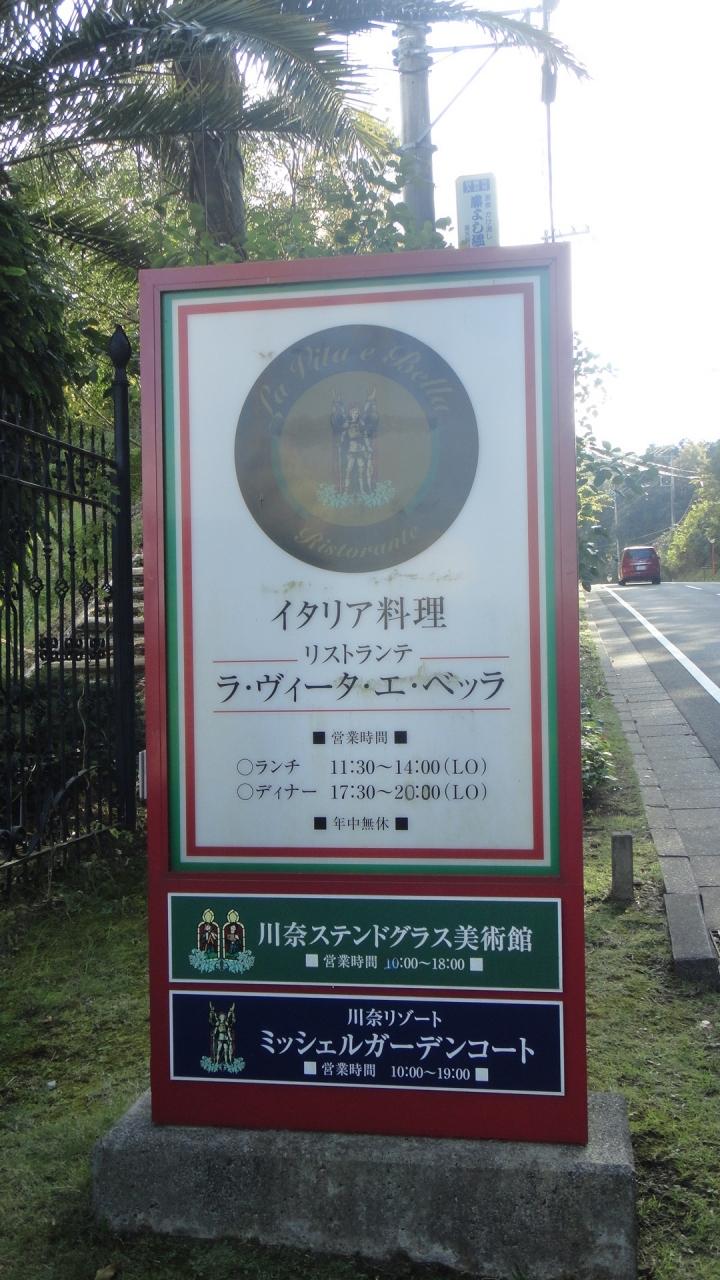 La Vita e Bella
Ristorante
イタリア料理
リストランテ
ラ・ヴィータ・エ・ベッラ
■ 営業時間 ■
○ランチ 11:30〜14:00(LO)
○ディナー 17:30〜20:00(LO)
■ 年中無休 ■
川奈ステンドグラス美術館
■ 営業時間 10:00〜18:00 ■
川奈リゾート
ミッシェルガーデンコート
■ 営業時間 10:00〜19:00 ■